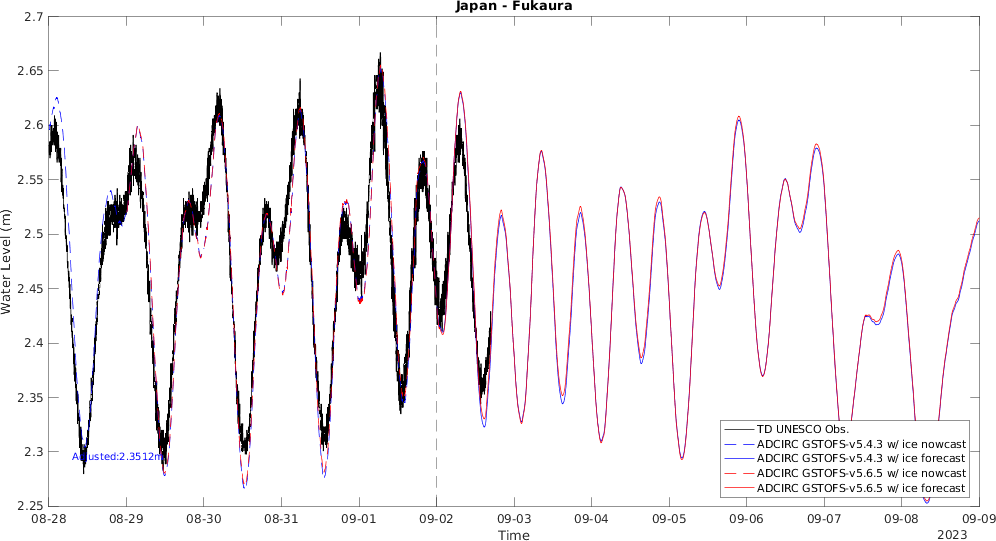 Japan - Fukaura
2.7
2.65
2.6
2.55
2.5
2.45
2.4
2.35
2.3
2.25
Water Level (m)
Adjusted:2.3512m
TD UNESCO Obs.
ADCIRC GSTOFS-v5.4.3 w/ ice nowcast
ADCIRC GSTOFS-v5.4.3 w/ ice forecast
ADCIRC GSTOFS-v5.6.5 w/ ice nowcast
ADCIRC GSTOFS-v5.6.5 w/ ice forecast
08-28 08-29 08-30 08-31 09-01 09-02 09-03 09-04 09-05 09-06 09-07 09-08 09-09
Time
2023